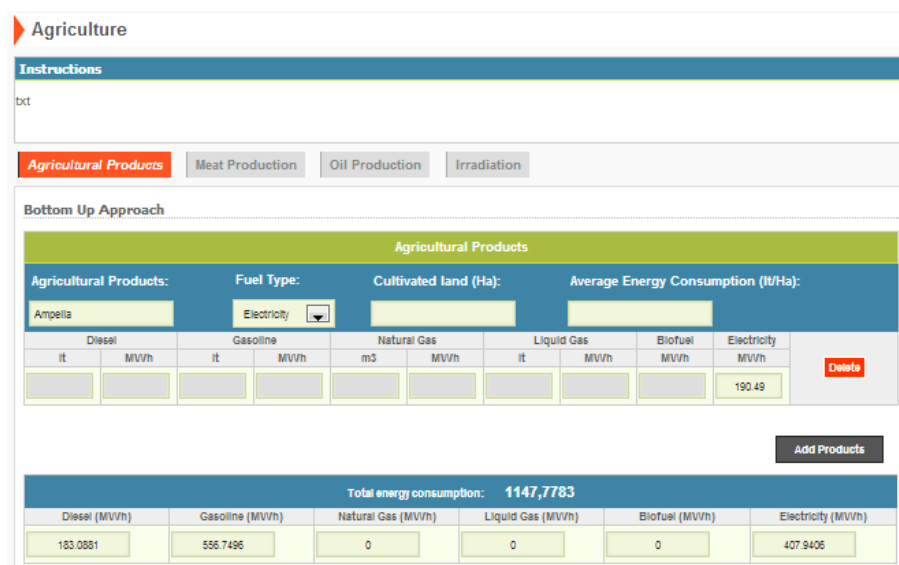 Agriculture
Instructions
txt
Agricultural Products Meat Production Oil Production Irradiation
Bottom Up Approach
Agricultural Products
Agricultural Products: Fuel Type: Cultivated land (Ha): Average Energy Consumption (lt/Ha):
Ampelia Electricity
Diesel Gasoline Natural Gas Liquid Gas Biofuel Electricity
lt MWh lt MWh m3 MWh lt MWh MWh MWh
Delete
190.49
Add Products
Total energy consumption: 1147,7783
Diesel (MWh) Gasoline (MWh) Natural Gas (MWh) Liquid Gas (MWh) Biofuel (MWh) Electricity (MWh)
183.0881 556.7496 0 0 0 407.9406